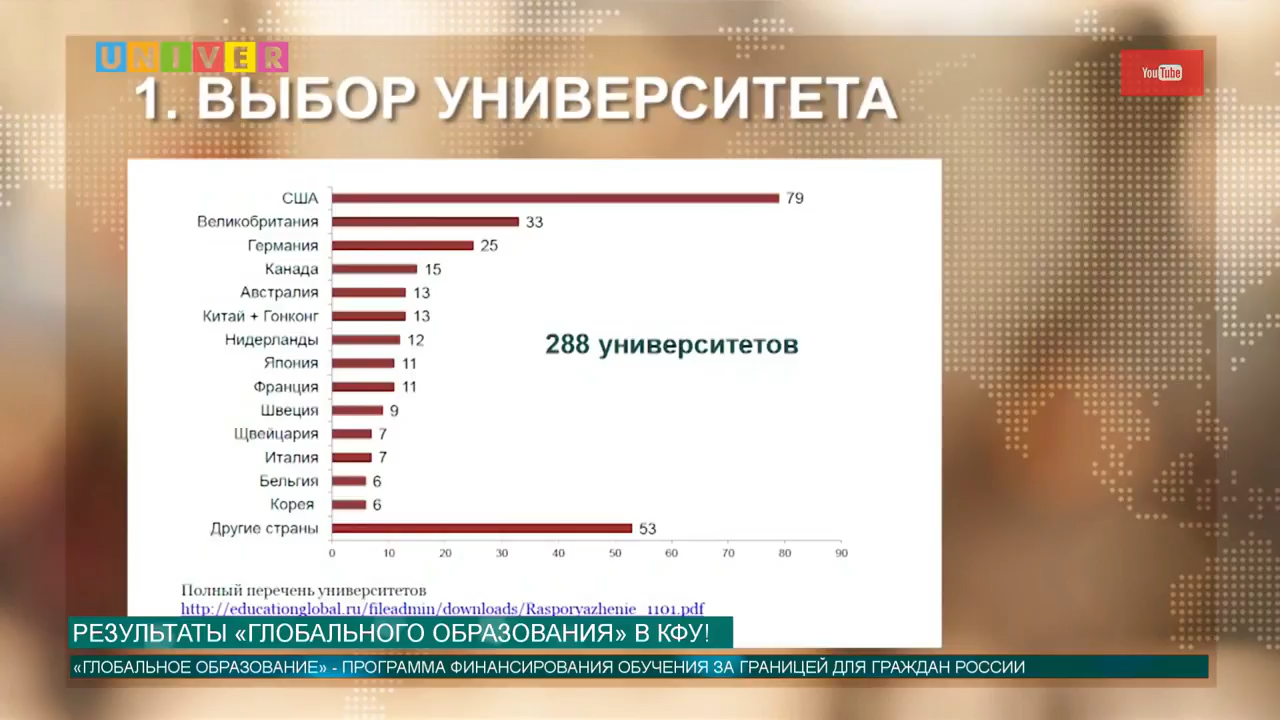 UNIVER
YouTube
1. ВЫБОР УНИВЕРСИТЕТА
США 79
Великобритания 33
Германия 25
Канада 15
Австралия 13
Китай + Гонконг 13
Нидерланды 12
Япония 11
Франция 11
Швеция 9
Щвейцария 7
Италия 7
Бельгия 6
Корея 6
Другие страны 53
288 университетов
0 10 20 30 40 50 60 70 80 90
Полный перечень университетов
http://educationglobal.ru/fileadmin/downloads/Rasporyazhenie_1101.pdf
РЕЗУЛЬТАТЫ «ГЛОБАЛЬНОГО ОБРАЗОВАНИЯ» В КФУ!
«ГЛОБАЛЬНОЕ ОБРАЗОВАНИЕ» - ПРОГРАММА ФИНАНСИРОВАНИЯ ОБУЧЕНИЯ ЗА ГРАНИЦЕЙ ДЛЯ ГРАЖДАН РОССИИ